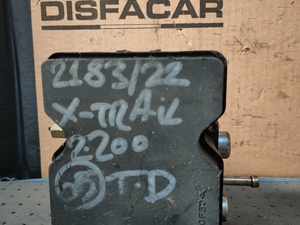 DISFACAR
2183/22
X-TRAIL
2.200
T.D